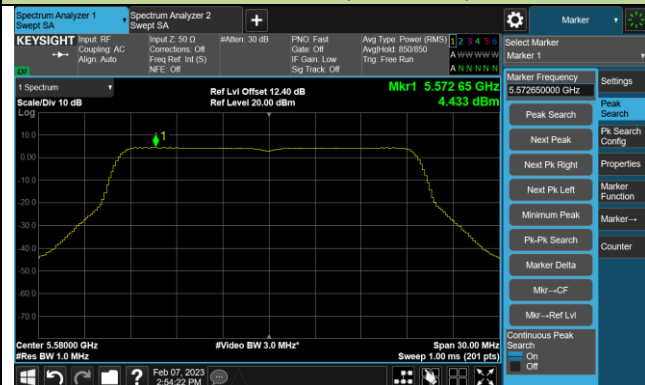 Spectrum Analyzer 1
Swept SA
Spectrum Analyzer 2
Swept SA
+
Marker
KEYSIGHT
Input: RF
Coupling: AC
Align: Auto
Input Z: 50 Ω
Corrections: Off
Freq Ref: Int (S)
NFE: Off
#Atten: 30 dB
PNO: Fast
Gate: Off
IF Gain: Low
Sig Track: Off
Avg Type: Power (RMS)
Avg|Hold: 850/850
Trig: Free Run
1 2 3 4 5 6
A W W W W W
A N N N N N
Select Marker
Marker 1
1 Spectrum
Scale/Div 10 dB
Log
Ref Lvl Offset 12.40 dB
Ref Level 20.00 dBm
Mkr1 5.572 65 GHz
4.433 dBm
10.0
0.00
-10.0
-20.0
-30.0
-40.0
-50.0
-60.0
-70.0
1
Center 5.58000 GHz
#Res BW 1.0 MHz
#Video BW 3.0 MHz*
Span 30.00 MHz
Sweep 1.00 ms (201 pts)
Marker Frequency
5.572650000 GHz
Peak Search
Next Peak
Next Pk Right
Next Pk Left
Minimum Peak
Pk-Pk Search
Marker Delta
Mkr→CF
Mkr→Ref Lvl
Continuous Peak
Search
On
Off
Settings
Peak
Search
Pk Search
Config
Properties
Marker
Function
Marker→
Counter
?
Feb 07, 2023
2:54:22 PM